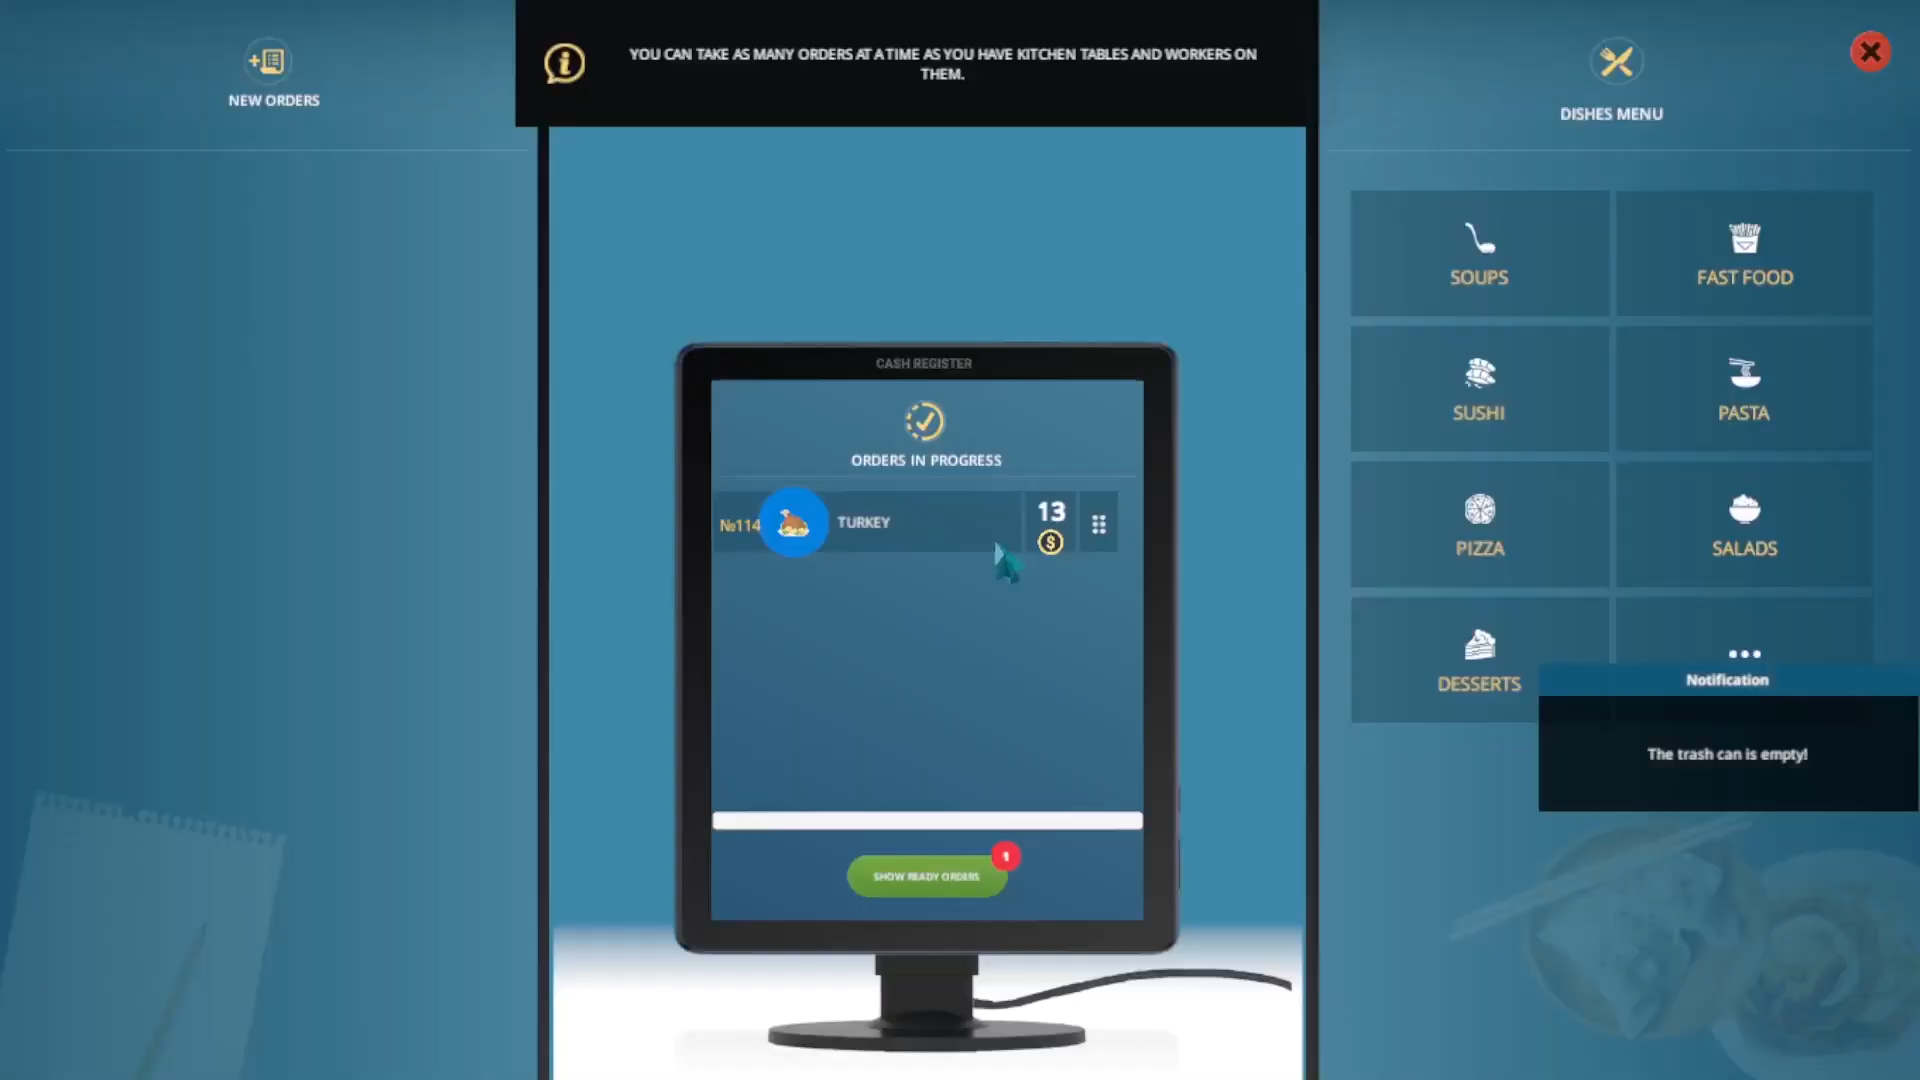 NEW ORDERS
YOU CAN TAKE AS MANY ORDERS AT A TIME AS YOU HAVE KITCHEN TABLES AND WORKERS ON
THEM.
DISHES MENU
CASH REGISTER
ORDERS IN PROGRESS
№114
TURKEY
13
SHOW READY ORDERS
1
SOUPS
FAST FOOD
SUSHI
PASTA
PIZZA
SALADS
DESSERTS
Notification
The trash can is empty!